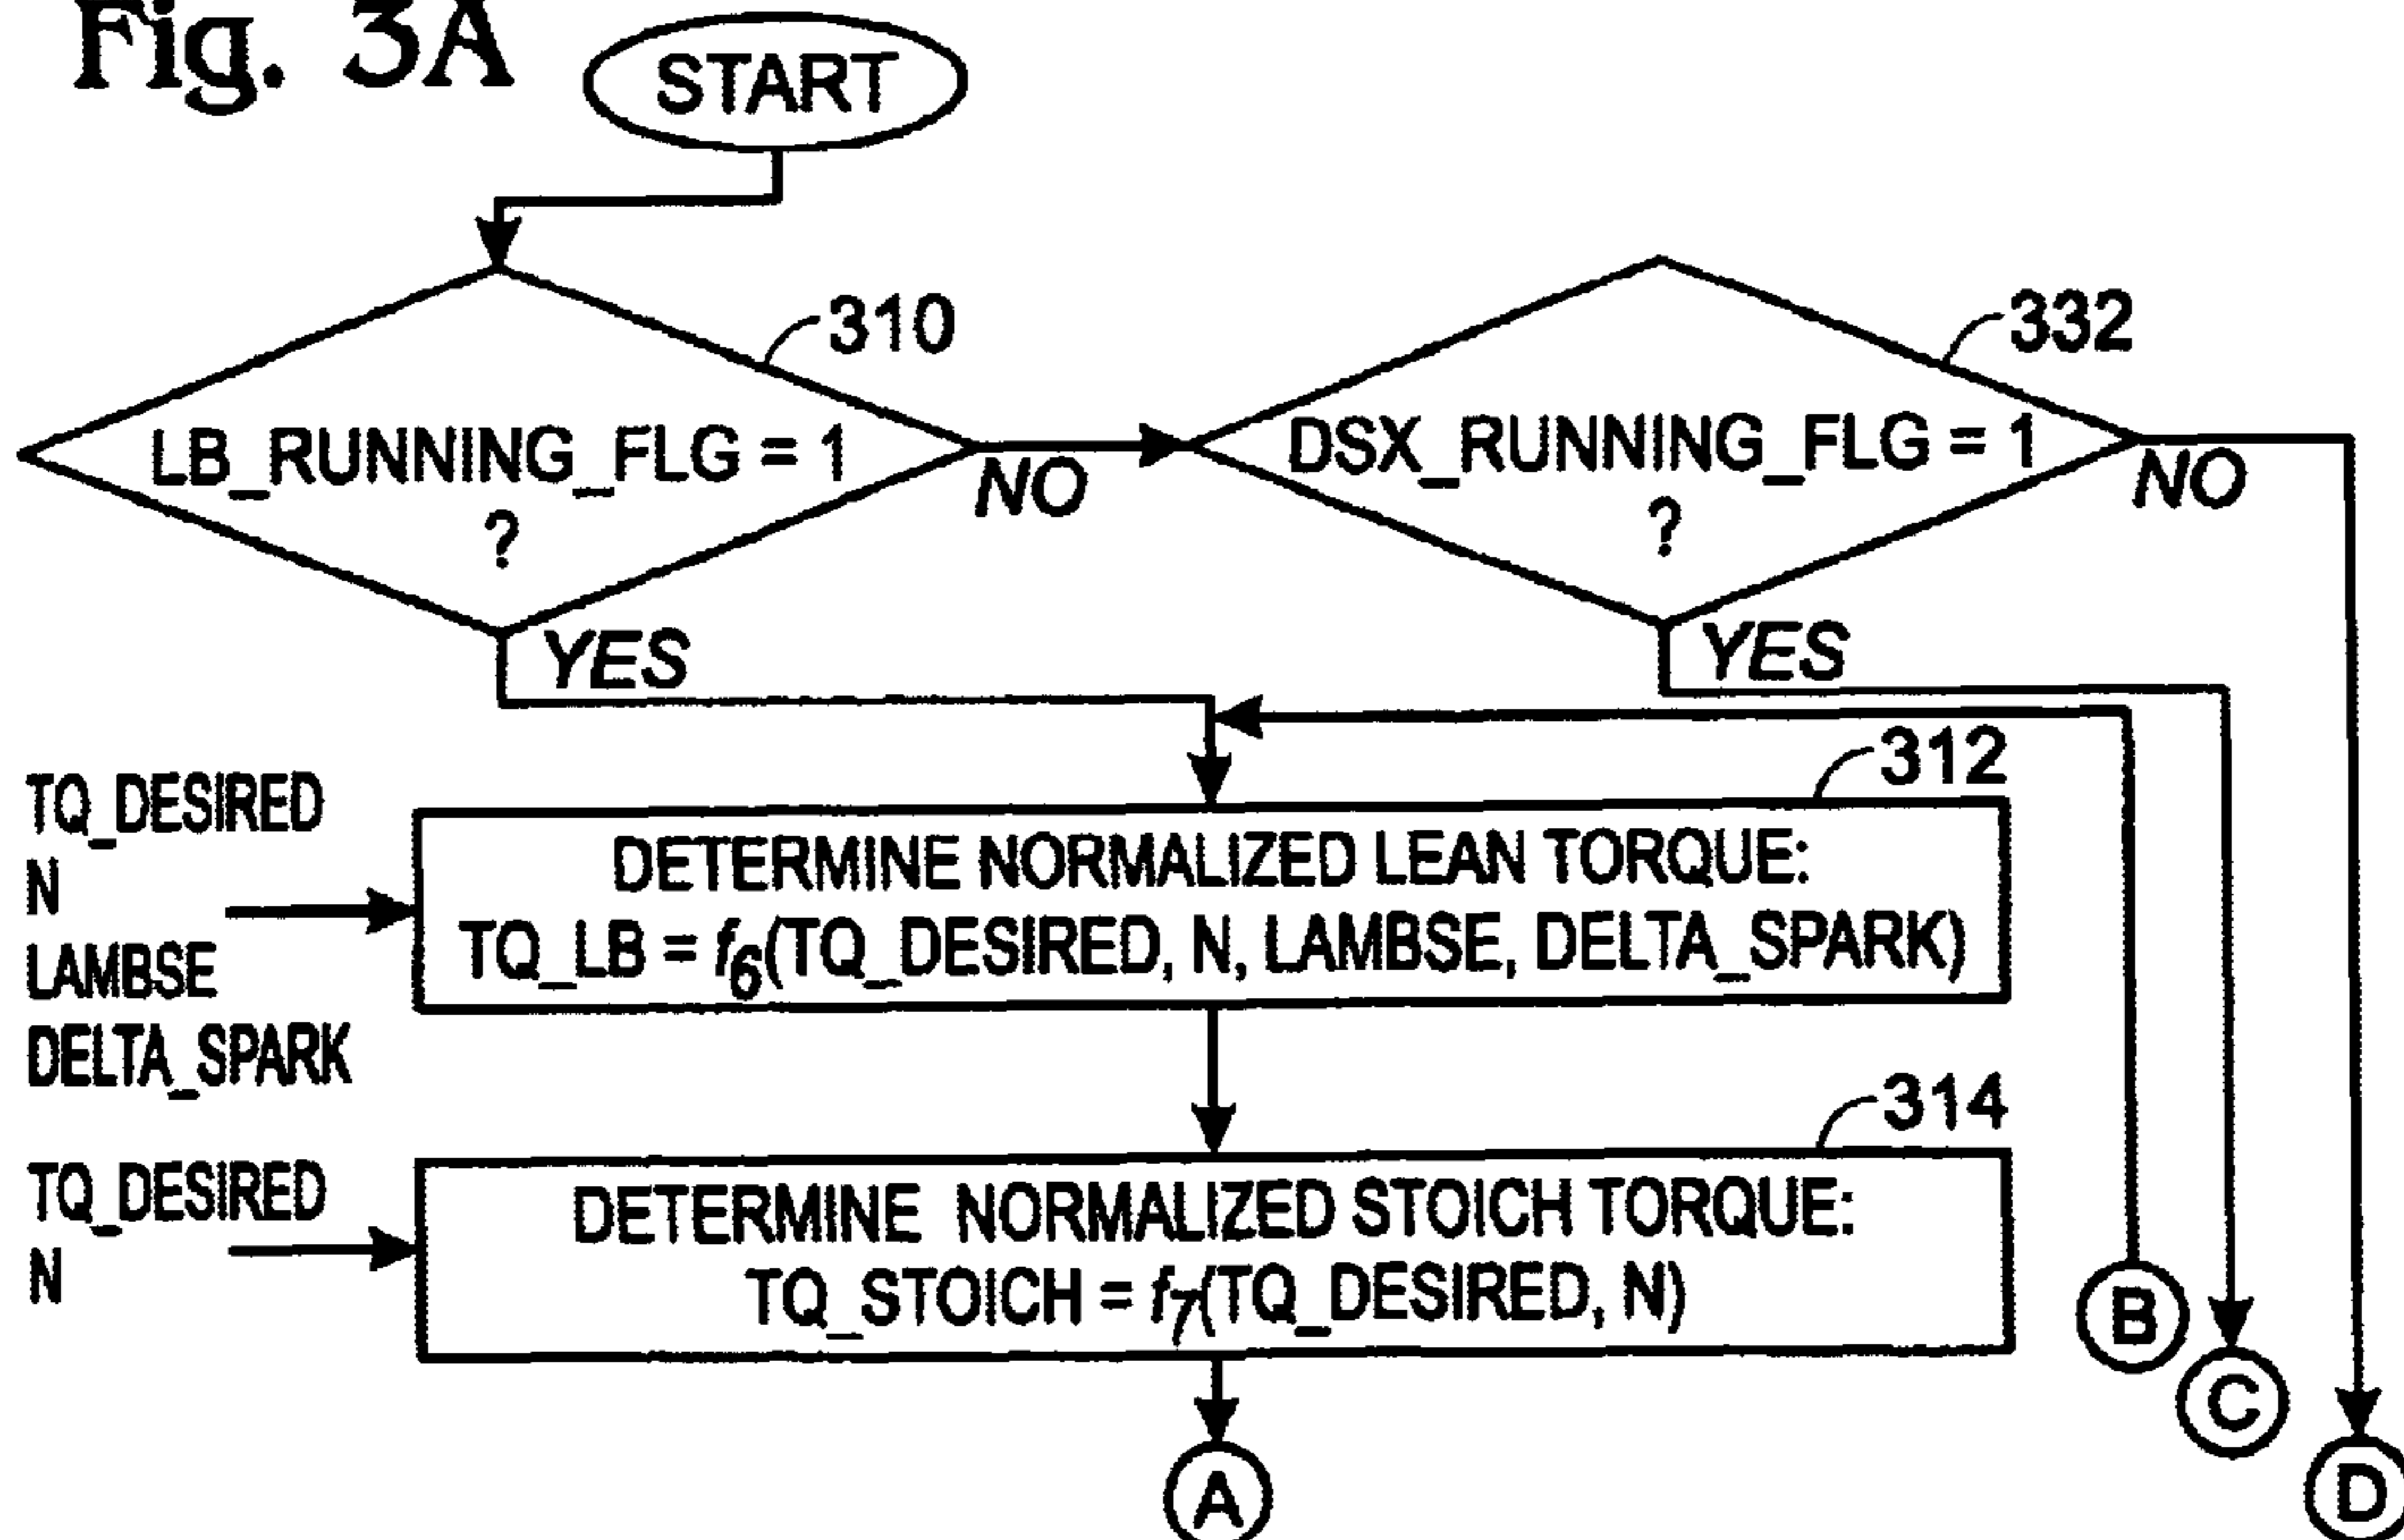 Fig. 3A
START
310
LB_RUNNING_FLG = 1
?
NO
YES
332
DSX_RUNNING_FLG = 1
?
NO
YES
312
TQ_DESIRED
N
LAMBSE
DELTA_SPARK
DETERMINE NORMALIZED LEAN TORQUE:
TQ_LB = f6(TQ_DESIRED, N, LAMBSE, DELTA_SPARK)
314
TQ_DESIRED
N
DETERMINE NORMALIZED STOICH TORQUE:
TQ_STOICH = f7(TQ_DESIRED, N)
B
C
A
D